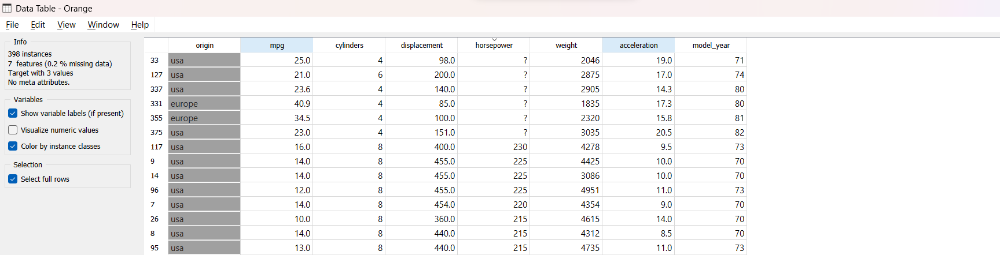 Data Table - Orange
File Edit View Window Help
Info
398 instances
7 features (0.2 % missing data)
Target with 3 values
No meta attributes.
Variables
Show variable labels (if present)
Visualize numeric values
Color by instance classes
Selection
Select full rows
origin mpg cylinders displacement horsepower weight acceleration model_year
33 usa 25.0 4 98.0 ? 2046 19.0 71
127 usa 21.0 6 200.0 ? 2875 17.0 74
337 usa 23.6 4 140.0 ? 2905 14.3 80
331 europe 40.9 4 85.0 ? 1835 17.3 80
355 europe 34.5 4 100.0 ? 2320 15.8 81
375 usa 23.0 4 151.0 ? 3035 20.5 82
117 usa 16.0 8 400.0 230 4278 9.5 73
9 usa 14.0 8 455.0 225 4425 10.0 70
14 usa 14.0 8 455.0 225 3086 10.0 70
96 usa 12.0 8 455.0 225 4951 11.0 73
7 usa 14.0 8 454.0 220 4354 9.0 70
26 usa 10.0 8 360.0 215 4615 14.0 70
8 usa 14.0 8 440.0 215 4312 8.5 70
95 usa 13.0 8 440.0 215 4735 11.0 73